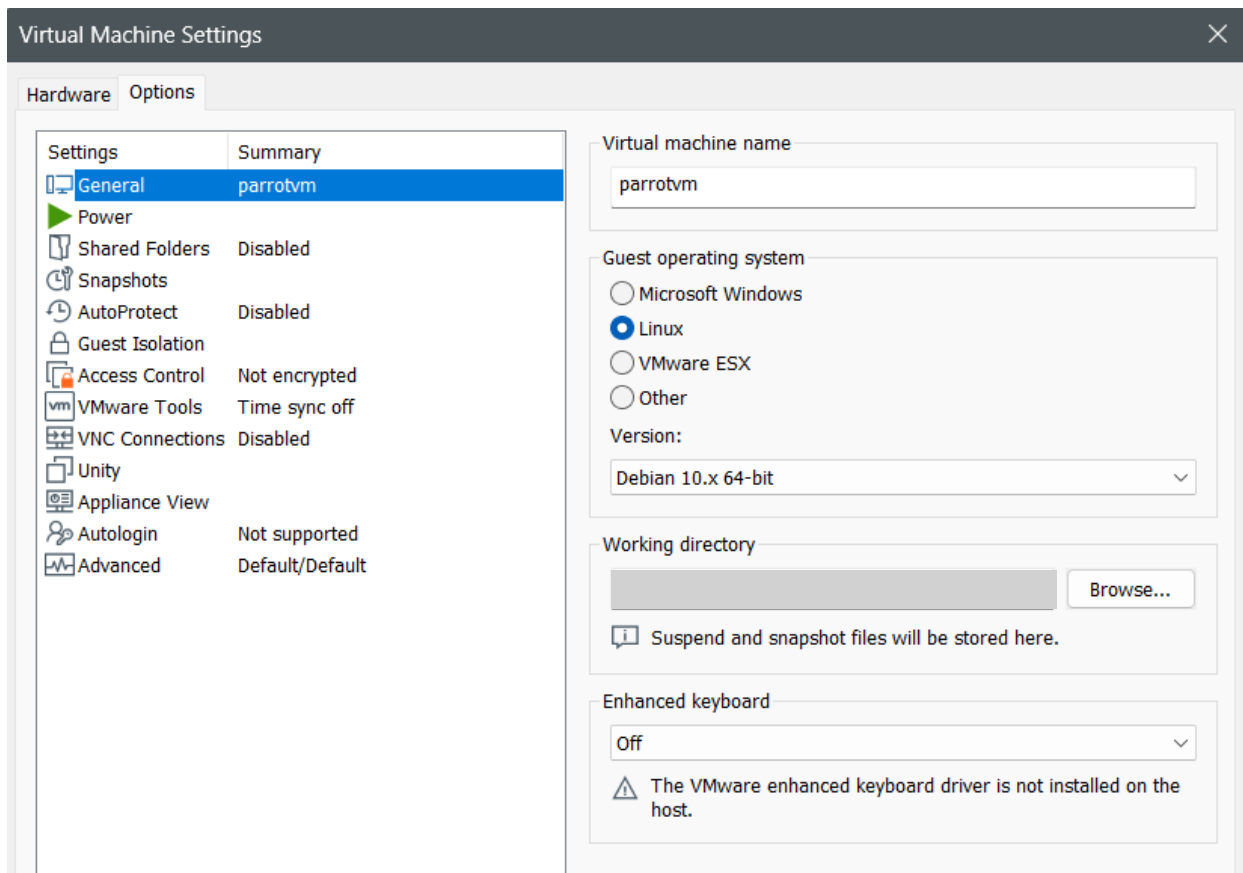 Virtual Machine Settings
Hardware Options
Settings Summary
General parrotvm
Power
Shared Folders Disabled
Snapshots
AutoProtect Disabled
Guest Isolation
Access Control Not encrypted
vm VMware Tools Time sync off
VNC Connections Disabled
Unity
Appliance View
Autologin Not supported
Advanced Default/Default
Virtual machine name
parrotvm
Guest operating system
Microsoft Windows
Linux
VMware ESX
Other
Version:
Debian 10.x 64-bit
Working directory
Browse...
Suspend and snapshot files will be stored here.
Enhanced keyboard
Off
The VMware enhanced keyboard driver is not installed on the
host.